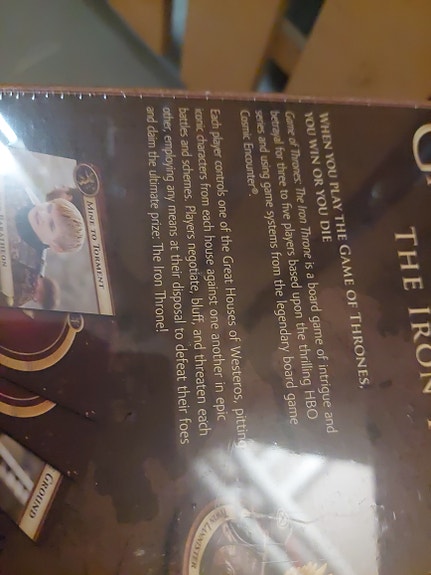 THE IRON
WHEN YOU PLAY THE GAME OF THRONES,
YOU WIN OR YOU DIE
Game of Thrones: The Iron Throne is a board game of intrigue and
betrayal for three to five players based upon the thrilling HBO
series and using game systems from the legendary board game
Cosmic Encounter®.
Each player controls one of the Great Houses of Westeros, pitting
iconic characters from each house against one another in epic
battles and schemes. Players negotiate, bluff, and threaten each
other, employing any means at their disposal to defeat their foes
and claim the ultimate prize: The Iron Throne!
MINE TO TORMENT
BARATHEON
GROUND
LANNISTER